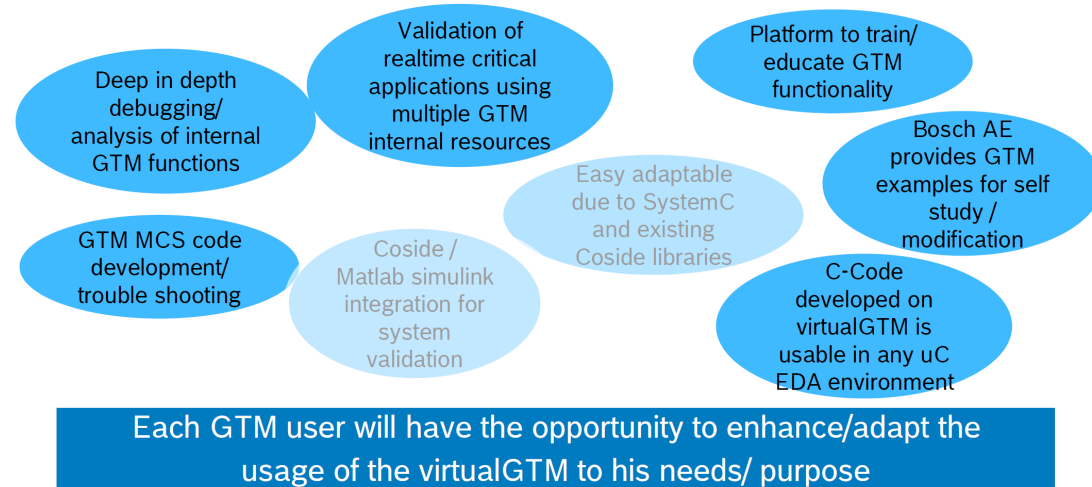 Deep in depth
debugging/
analysis of internal
GTM functions
Validation of
realtime critical
applications using
multiple GTM
internal resources
Platform to train/
educate GTM
functionality
Bosch AE
provides GTM
examples for self
study /
modification
Easy adaptable
due to SystemC
and existing
Coside libraries
GTM MCS code
development/
trouble shooting
Coside /
Matlab simulink
integration for
system
validation
C-Code
developed on
virtualGTM is
usable in any uC
EDA environment
Each GTM user will have the opportunity to enhance/adapt the
usage of the virtualGTM to his needs/ purpose